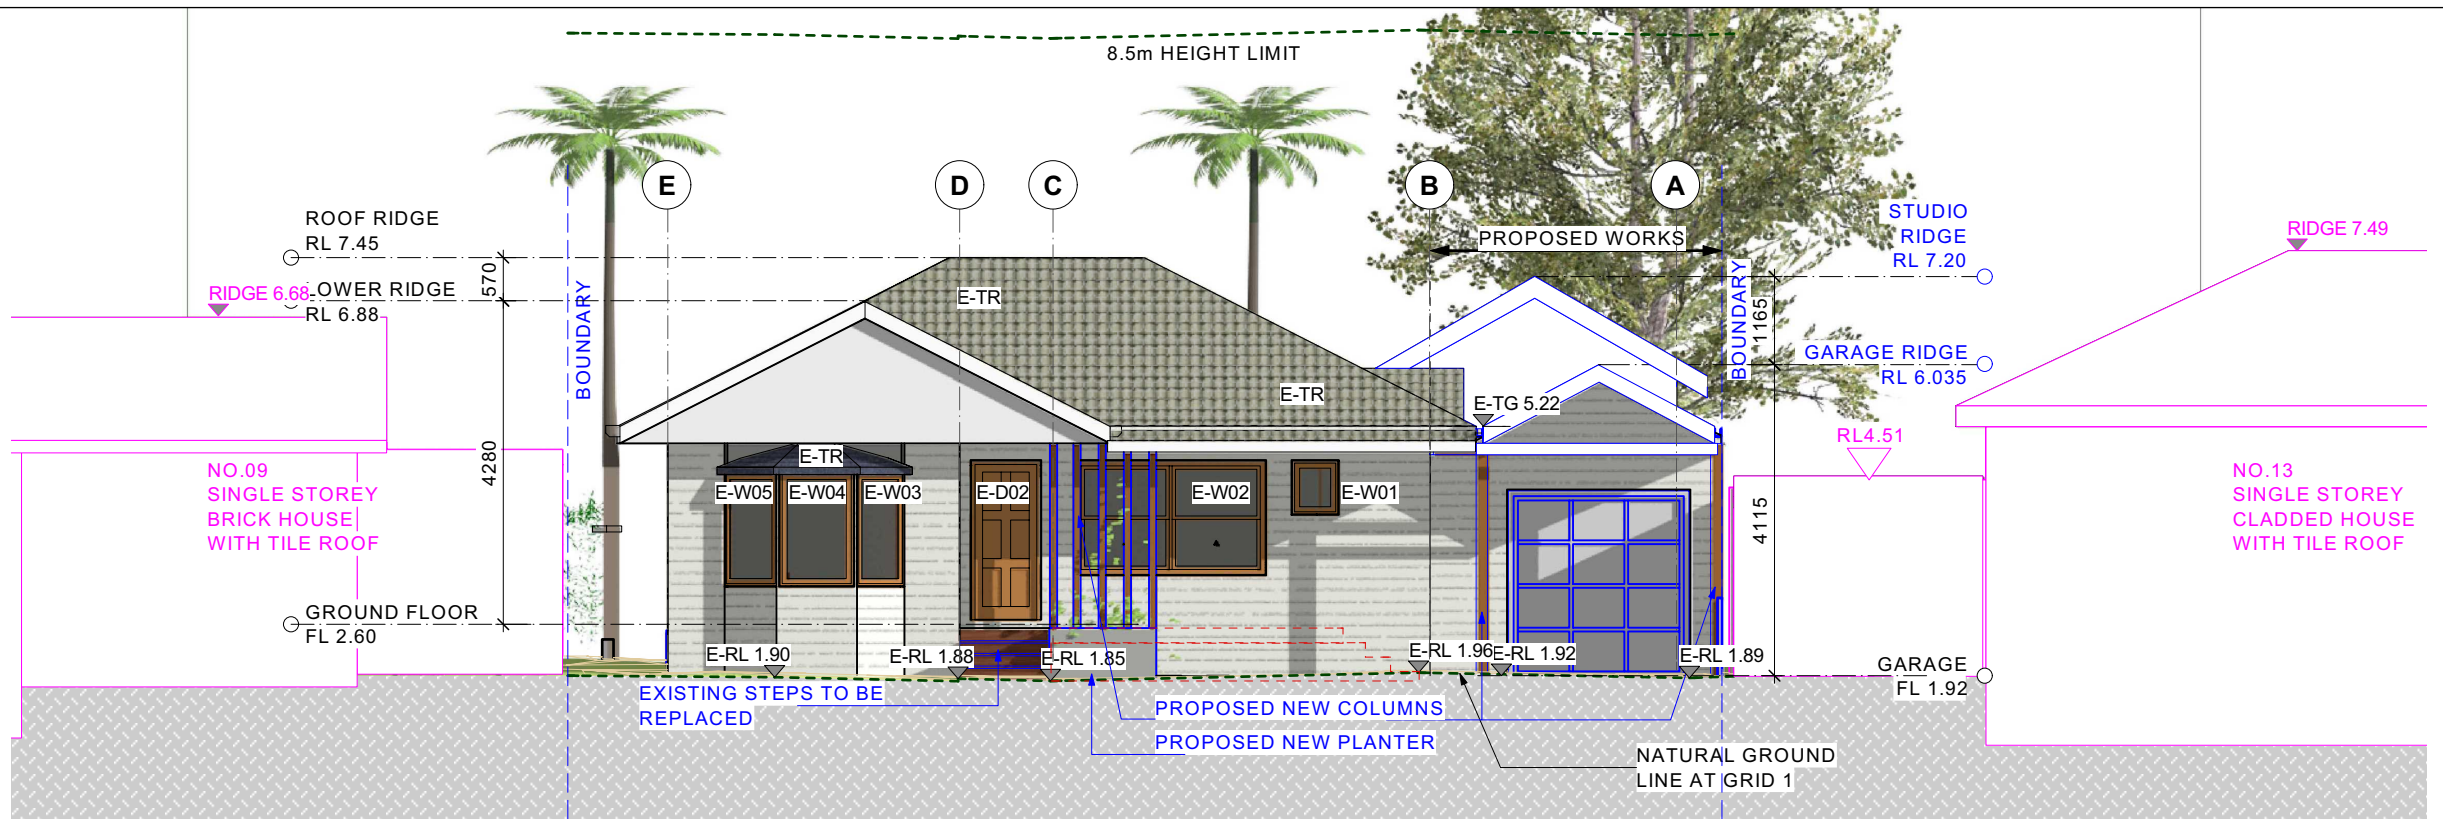 8.5m HEIGHT LIMIT
E
D
C
B
A
ROOF RIDGE
RL 7.45
RIDGE 6.68
LOWER RIDGE
RL 6.88
570
4280
BOUNDARY
E-TR
E-TR
E-TR
PROPOSED WORKS
STUDIO
RIDGE
RL 7.20
RIDGE 7.49
BOUNDARY
1165
GARAGE RIDGE
RL 6.035
E-TG 5.22
RL4.51
4115
NO.09
SINGLE STOREY
BRICK HOUSE
WITH TILE ROOF
E-W05
E-W04
E-W03
E-D02
E-W02
E-W01
NO.13
SINGLE STOREY
CLADDED HOUSE
WITH TILE ROOF
GROUND FLOOR
FL 2.60
E-RL 1.90
E-RL 1.88
E-RL 1.85
E-RL 1.96
E-RL 1.92
E-RL 1.89
GARAGE
FL 1.92
EXISTING STEPS TO BE
REPLACED
PROPOSED NEW COLUMNS
PROPOSED NEW PLANTER
NATURAL GROUND
LINE AT GRID 1